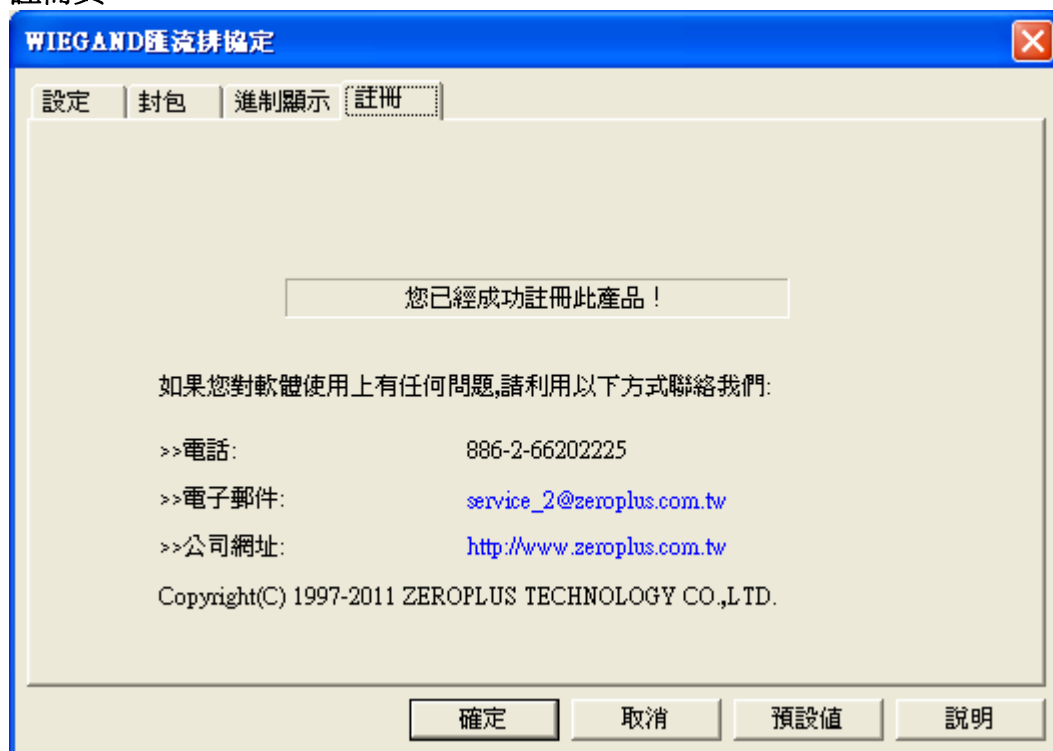 WIEGAND匯流排協定
設定 封包 進制顯示 註冊
您已經成功註冊此產品！
如果您對軟體使用上有任何問題,請利用以下方式聯絡我們:
>>電話: 886-2-66202225
>>電子郵件: service_2@zeroplus.com.tw
>>公司網址: http://www.zeroplus.com.tw
Copyright(C) 1997-2011 ZEROPLUS TECHNOLOGY CO.,LTD.
確定 取消 預設值 說明